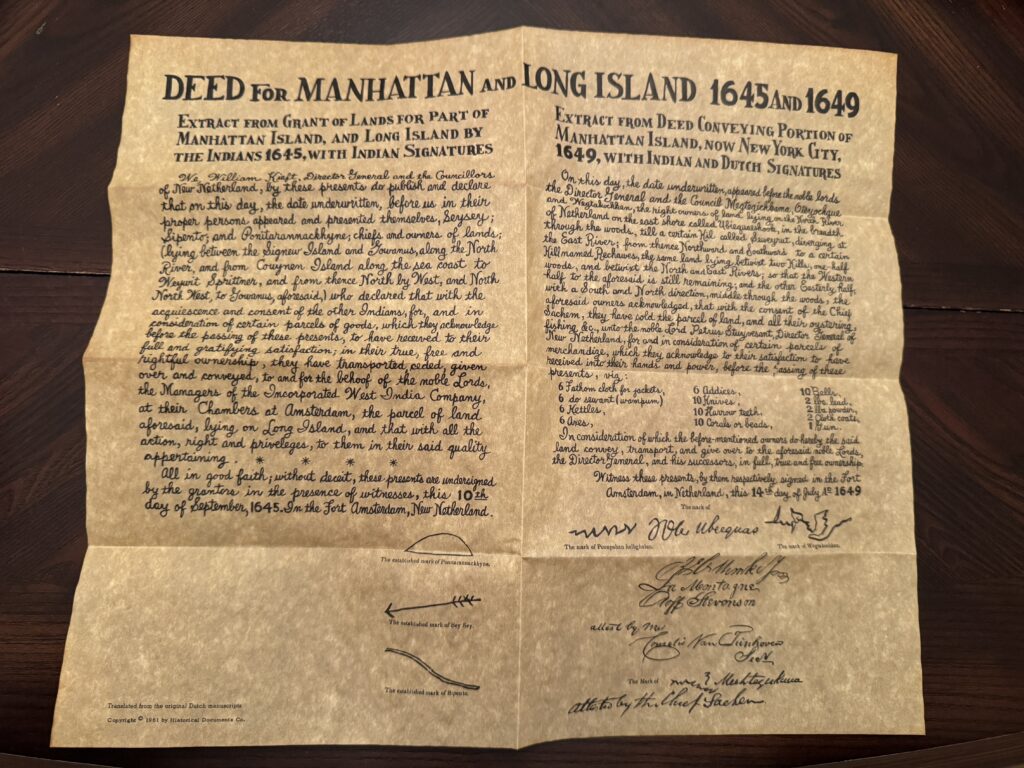 DEED FOR MANHATTAN AND LONG ISLAND 1645 AND 1649
EXTRACT FROM GRANT OF LANDS FOR PART OF
MANHATTAN ISLAND, AND LONG ISLAND BY
THE INDIANS 1645, WITH INDIAN SIGNATURES
We, William Kieft, Director General and the Councillors
of New Netherland, by these presents do publish and declare
that on this day, the date underwritten, before us in their
proper persons appeared and presented themselves, Seysey;
Sipento; and Ponitarannackhyne; chiefs and owners of lands;
(lying between the Signew Island and Gowanus, along the North
River, and from Couynen Island along the sea coast to
Weywit Spritner, and from thence North by West, and North
North West, to Gowanus, aforesaid,) who declared that with the
acquiescence and consent of the other Indians, for, and in
consideration of certain parcels of goods, which they acknowledge
before the passing of these presents, to have received to their
full and gratifying satisfaction; in their true, free and
rightful ownership, they have transported, ceded, given
over and conveyed, to and for the behoof of the noble Lords,
the Managers of the Incorporated West India Company,
at their Chambers at Amsterdam, the parcel of land
aforesaid, lying on Long Island, and that with all the
action, right and priveleges, to them in their said quality
appertaining. * * * *
All in good faith; without deceit, these presents are undersigned
by the grantors in the presence of witnesses, this 10th
day of September, 1645. In the Fort Amsterdam, New Netherland.
The established mark of Sey Sey.
The established mark of Sipento.
Translated from the original Dutch manuscripts
Copyright © 1961 by Historical Documents Co.
EXTRACT FROM DEED CONVEYING PORTION OF
MANHATTAN ISLAND, NOW NEW YORK CITY,
1649, WITH INDIAN AND DUTCH SIGNATURES
On this day, the date underwritten, appeared before the noble lords
the Director General and the Council
and the right owners of land lying on the North River
of Netherland on the east shore called in the breadth
through the woods, till a certain Kill called diverging at
the East River; from thence Northward and Southward to a certain
Kill named Rechawes, the same land lying betwixt two Kills, one-half
woods, and betwixt the North and East Rivers; so that the Western
half to the aforesaid is still remaining; and the other Easterly half;
with a South and North direction, middle through the woods, the
aforesaid owners acknowledged, that with the consent of the Chief
Sachem, they have sold the parcel of land, and all their oystering,
fishing &c., unto the noble Lord Petrus Stuyvesant, Director General of
New Netherland, for and in consideration of certain parcels of
merchandize, which they acknowledge to their satisfaction to have
received into their hands and power, before the passing of these
presents, viz:
6 Fathom cloth for jackets, 6 Addices, 10 Bells,
6 do sewant (wampum) 10 Knives, 2 lbs lead,
6 Kettles, 10 Harrow teeth, 2 lbs powder,
6 Axes, 10 Corals or beads, 2 Cloth coats,
1 Gun.
In consideration of which the before-mentioned owners do hereby the said
land convey, transport, and give over to the aforesaid noble Lords,
the Director General, and his successors, in full, true and free ownership.
Witness these presents, by them respectively signed in the Fort
Amsterdam, in Netherland, this 14th day of July Ao 1649
The mark of
The mark of
The mark of
La Montagne
attest by Me
The Mark of
Attested by the Chief Sachem